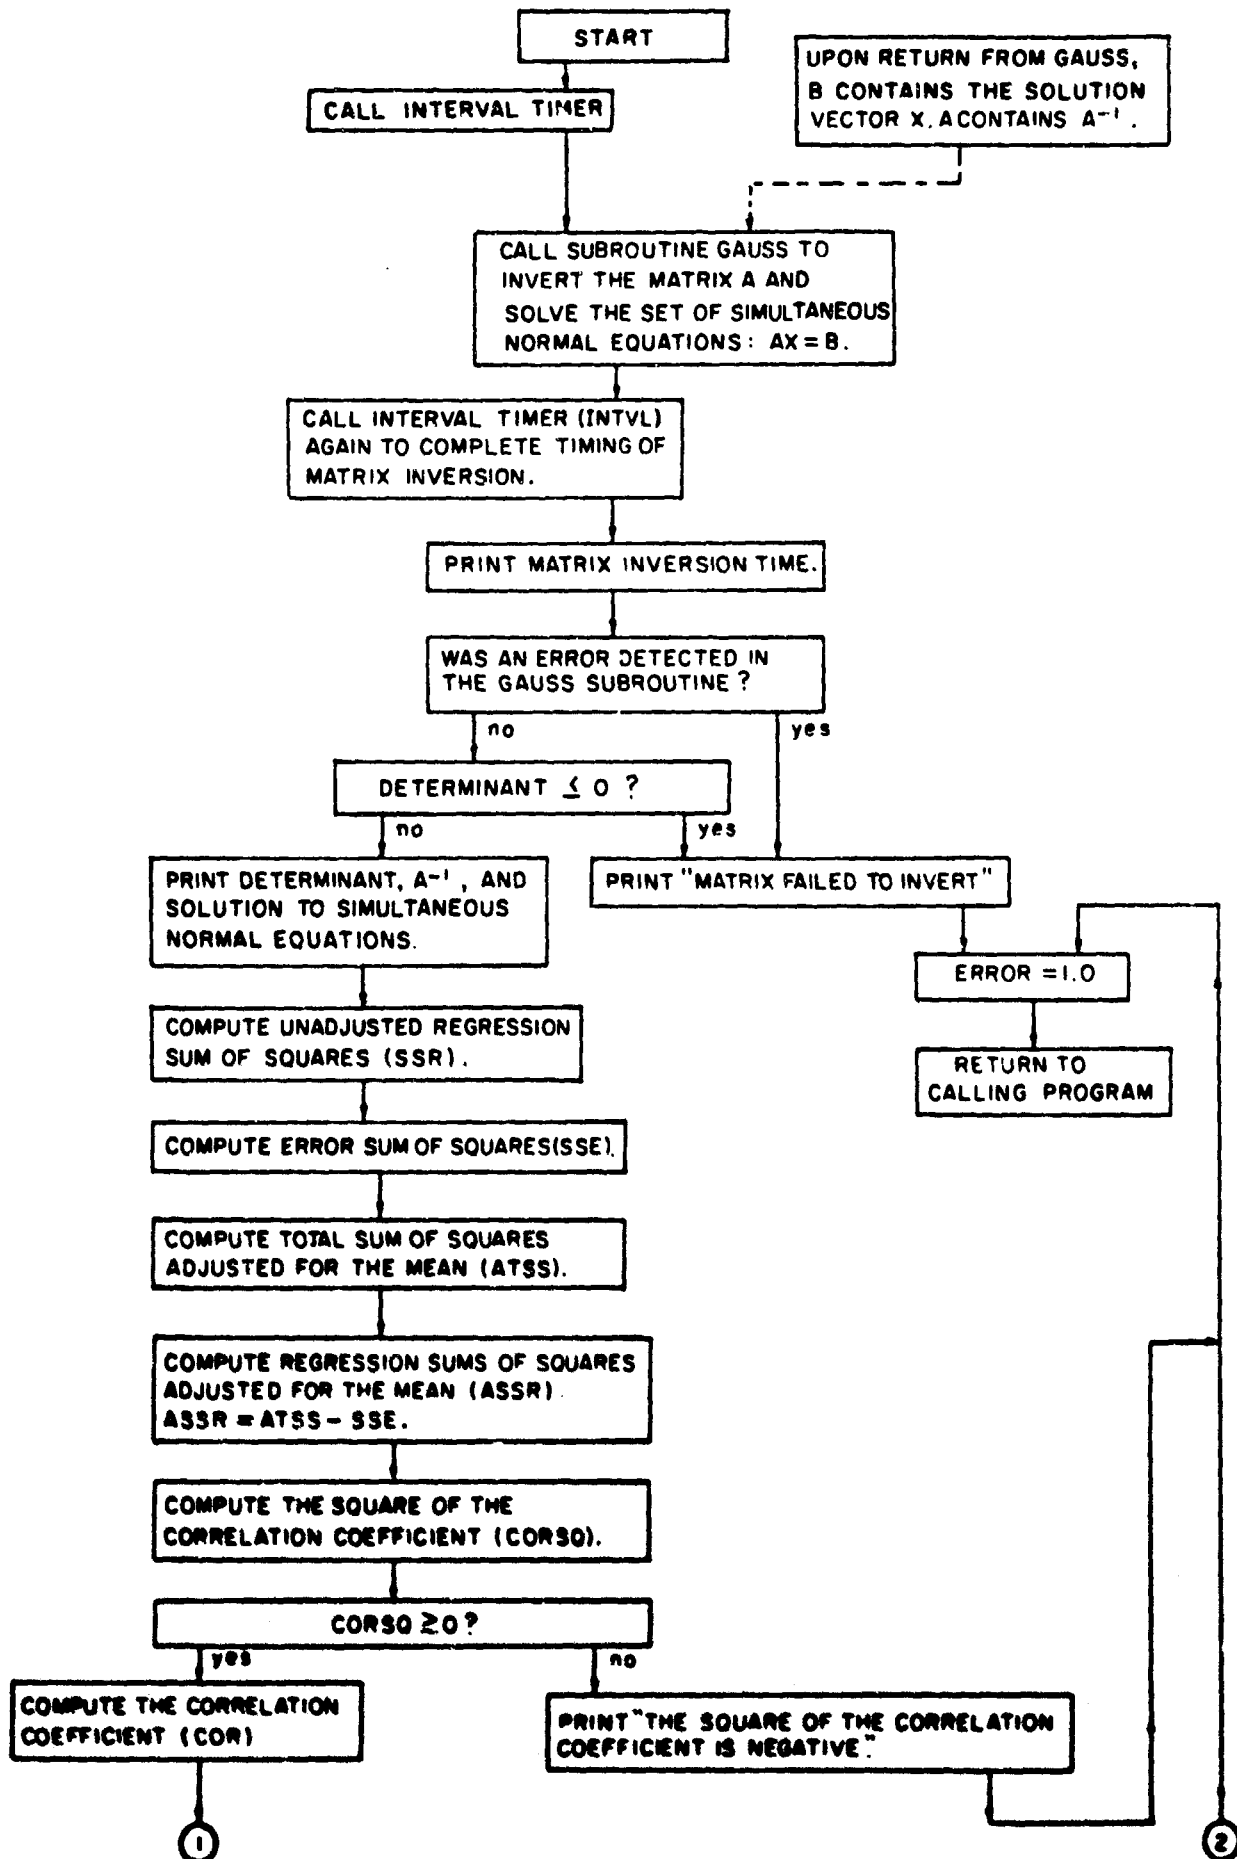 START
UPON RETURN FROM GAUSS,
B CONTAINS THE SOLUTION
VECTOR X. A CONTAINS A⁻¹.
CALL INTERVAL TIMER
CALL SUBROUTINE GAUSS TO
INVERT THE MATRIX A AND
SOLVE THE SET OF SIMULTANEOUS
NORMAL EQUATIONS: AX = B.
CALL INTERVAL TIMER (INTVL)
AGAIN TO COMPLETE TIMING OF
MATRIX INVERSION.
PRINT MATRIX INVERSION TIME.
WAS AN ERROR DETECTED IN
THE GAUSS SUBROUTINE?
no
yes
DETERMINANT ≤ 0 ?
no
yes
PRINT DETERMINANT, A⁻¹, AND
SOLUTION TO SIMULTANEOUS
NORMAL EQUATIONS.
PRINT "MATRIX FAILED TO INVERT"
ERROR = 1.0
RETURN TO
CALLING PROGRAM
COMPUTE UNADJUSTED REGRESSION
SUM OF SQUARES (SSR).
COMPUTE ERROR SUM OF SQUARES(SSE).
COMPUTE TOTAL SUM OF SQUARES
ADJUSTED FOR THE MEAN (ATSS).
COMPUTE REGRESSION SUMS OF SQUARES
ADJUSTED FOR THE MEAN (ASSR)
ASSR = ATSS - SSE.
COMPUTE THE SQUARE OF THE
CORRELATION COEFFICIENT (CORSQ).
CORSQ ≥ 0?
yes
no
COMPUTE THE CORRELATION
COEFFICIENT (COR)
PRINT "THE SQUARE OF THE CORRELATION
COEFFICIENT IS NEGATIVE".
1
2